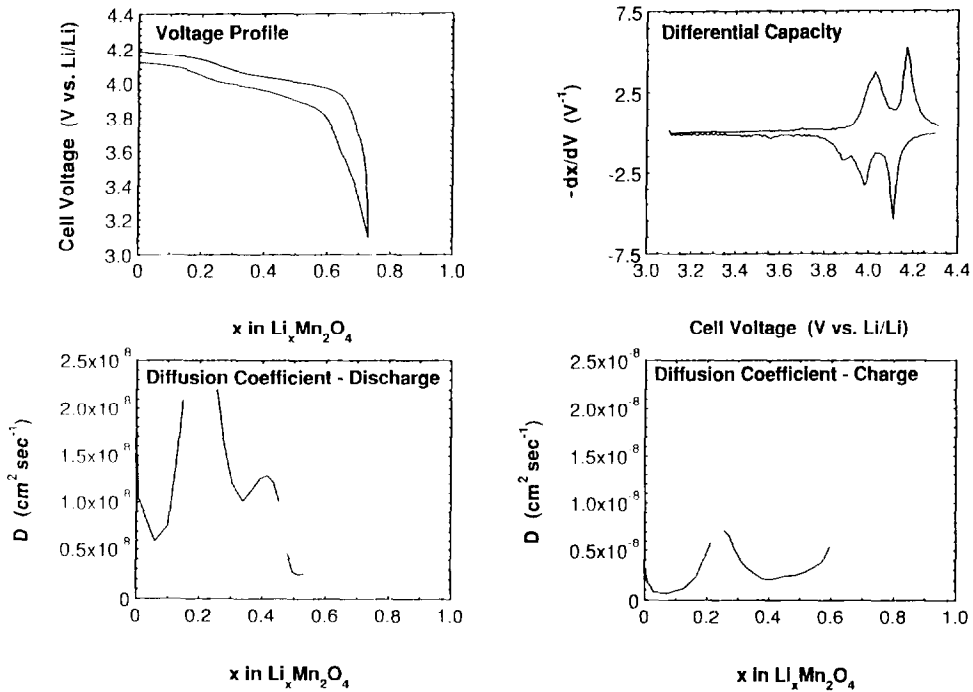 Voltage Profile
Cell Voltage (V vs. Li/Li)
4.4
4.2
4.0
3.8
3.6
3.4
3.2
3.0
0 0.2 0.4 0.6 0.8 1.0
x in LiₓMn₂O₄
Differential Capacity
-dx/dV (V⁻¹)
7.5
2.5
-2.5
-7.5
3.0 3.2 3.4 3.6 3.8 4.0 4.2 4.4
Cell Voltage (V vs. Li/Li)
Diffusion Coefficient - Discharge
D (cm² sec⁻¹)
2.5x10⁻⁸
2.0x10⁻⁸
1.5x10⁻⁸
1.0x10⁻⁸
0.5x10⁻⁸
0
0 0.2 0.4 0.6 0.8 1.0
x in LiₓMn₂O₄
Diffusion Coefficient - Charge
D (cm² sec⁻¹)
2.5x10⁻⁸
2.0x10⁻⁸
1.5x10⁻⁸
1.0x10⁻⁸
0.5x10⁻⁸
0
0 0.2 0.4 0.6 0.8 1.0
x in LiₓMn₂O₄